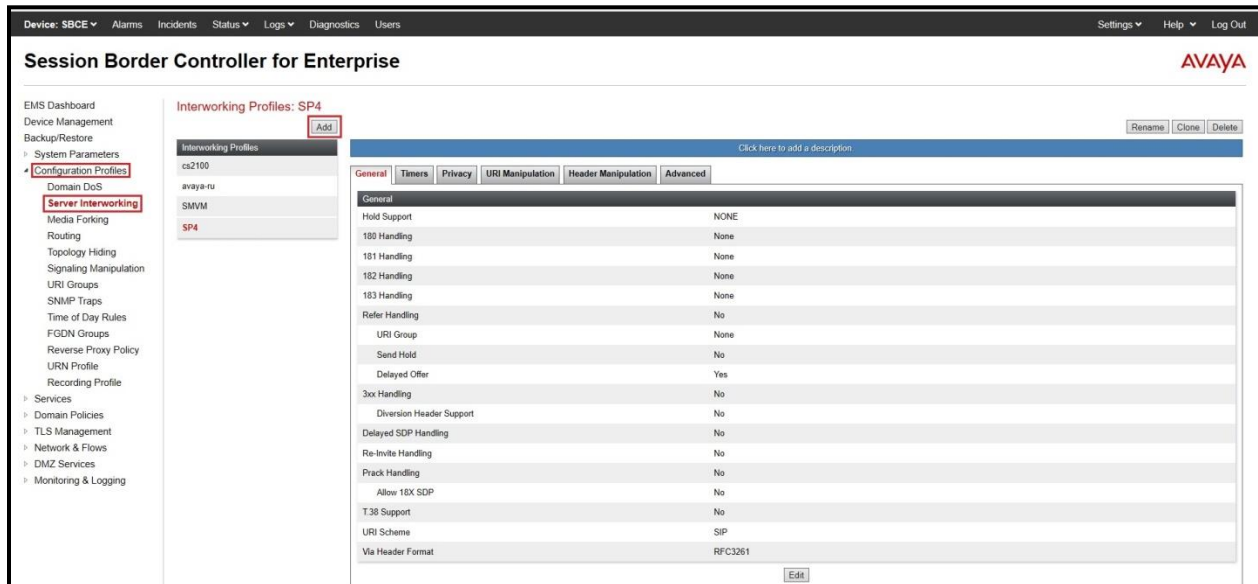 Device: SBCE Alarms Incidents Status Logs Diagnostics Users Settings Help Log Out
Session Border Controller for Enterprise
AVAYA
EMS Dashboard
Device Management
Backup/Restore
System Parameters
Configuration Profiles
Domain DoS
Server Interworking
Media Forking
Routing
Topology Hiding
Signaling Manipulation
URI Groups
SNMP Traps
Time of Day Rules
FGDN Groups
Reverse Proxy Policy
URN Profile
Recording Profile
Services
Domain Policies
TLS Management
Network & Flows
DMZ Services
Monitoring & Logging
Interworking Profiles: SP4
Add
Rename Clone Delete
Interworking Profiles
cs2100
avaya-ru
SMVM
SP4
Click here to add a description
General Timers Privacy URI Manipulation Header Manipulation Advanced
General
Hold Support NONE
180 Handling None
181 Handling None
182 Handling None
183 Handling None
Refer Handling No
URI Group None
Send Hold No
Delayed Offer Yes
3xx Handling No
Diversion Header Support No
Delayed SDP Handling No
Re-Invite Handling No
Prack Handling No
Allow 18X SDP No
T.38 Support No
URI Scheme SIP
Via Header Format RFC3261
Edit